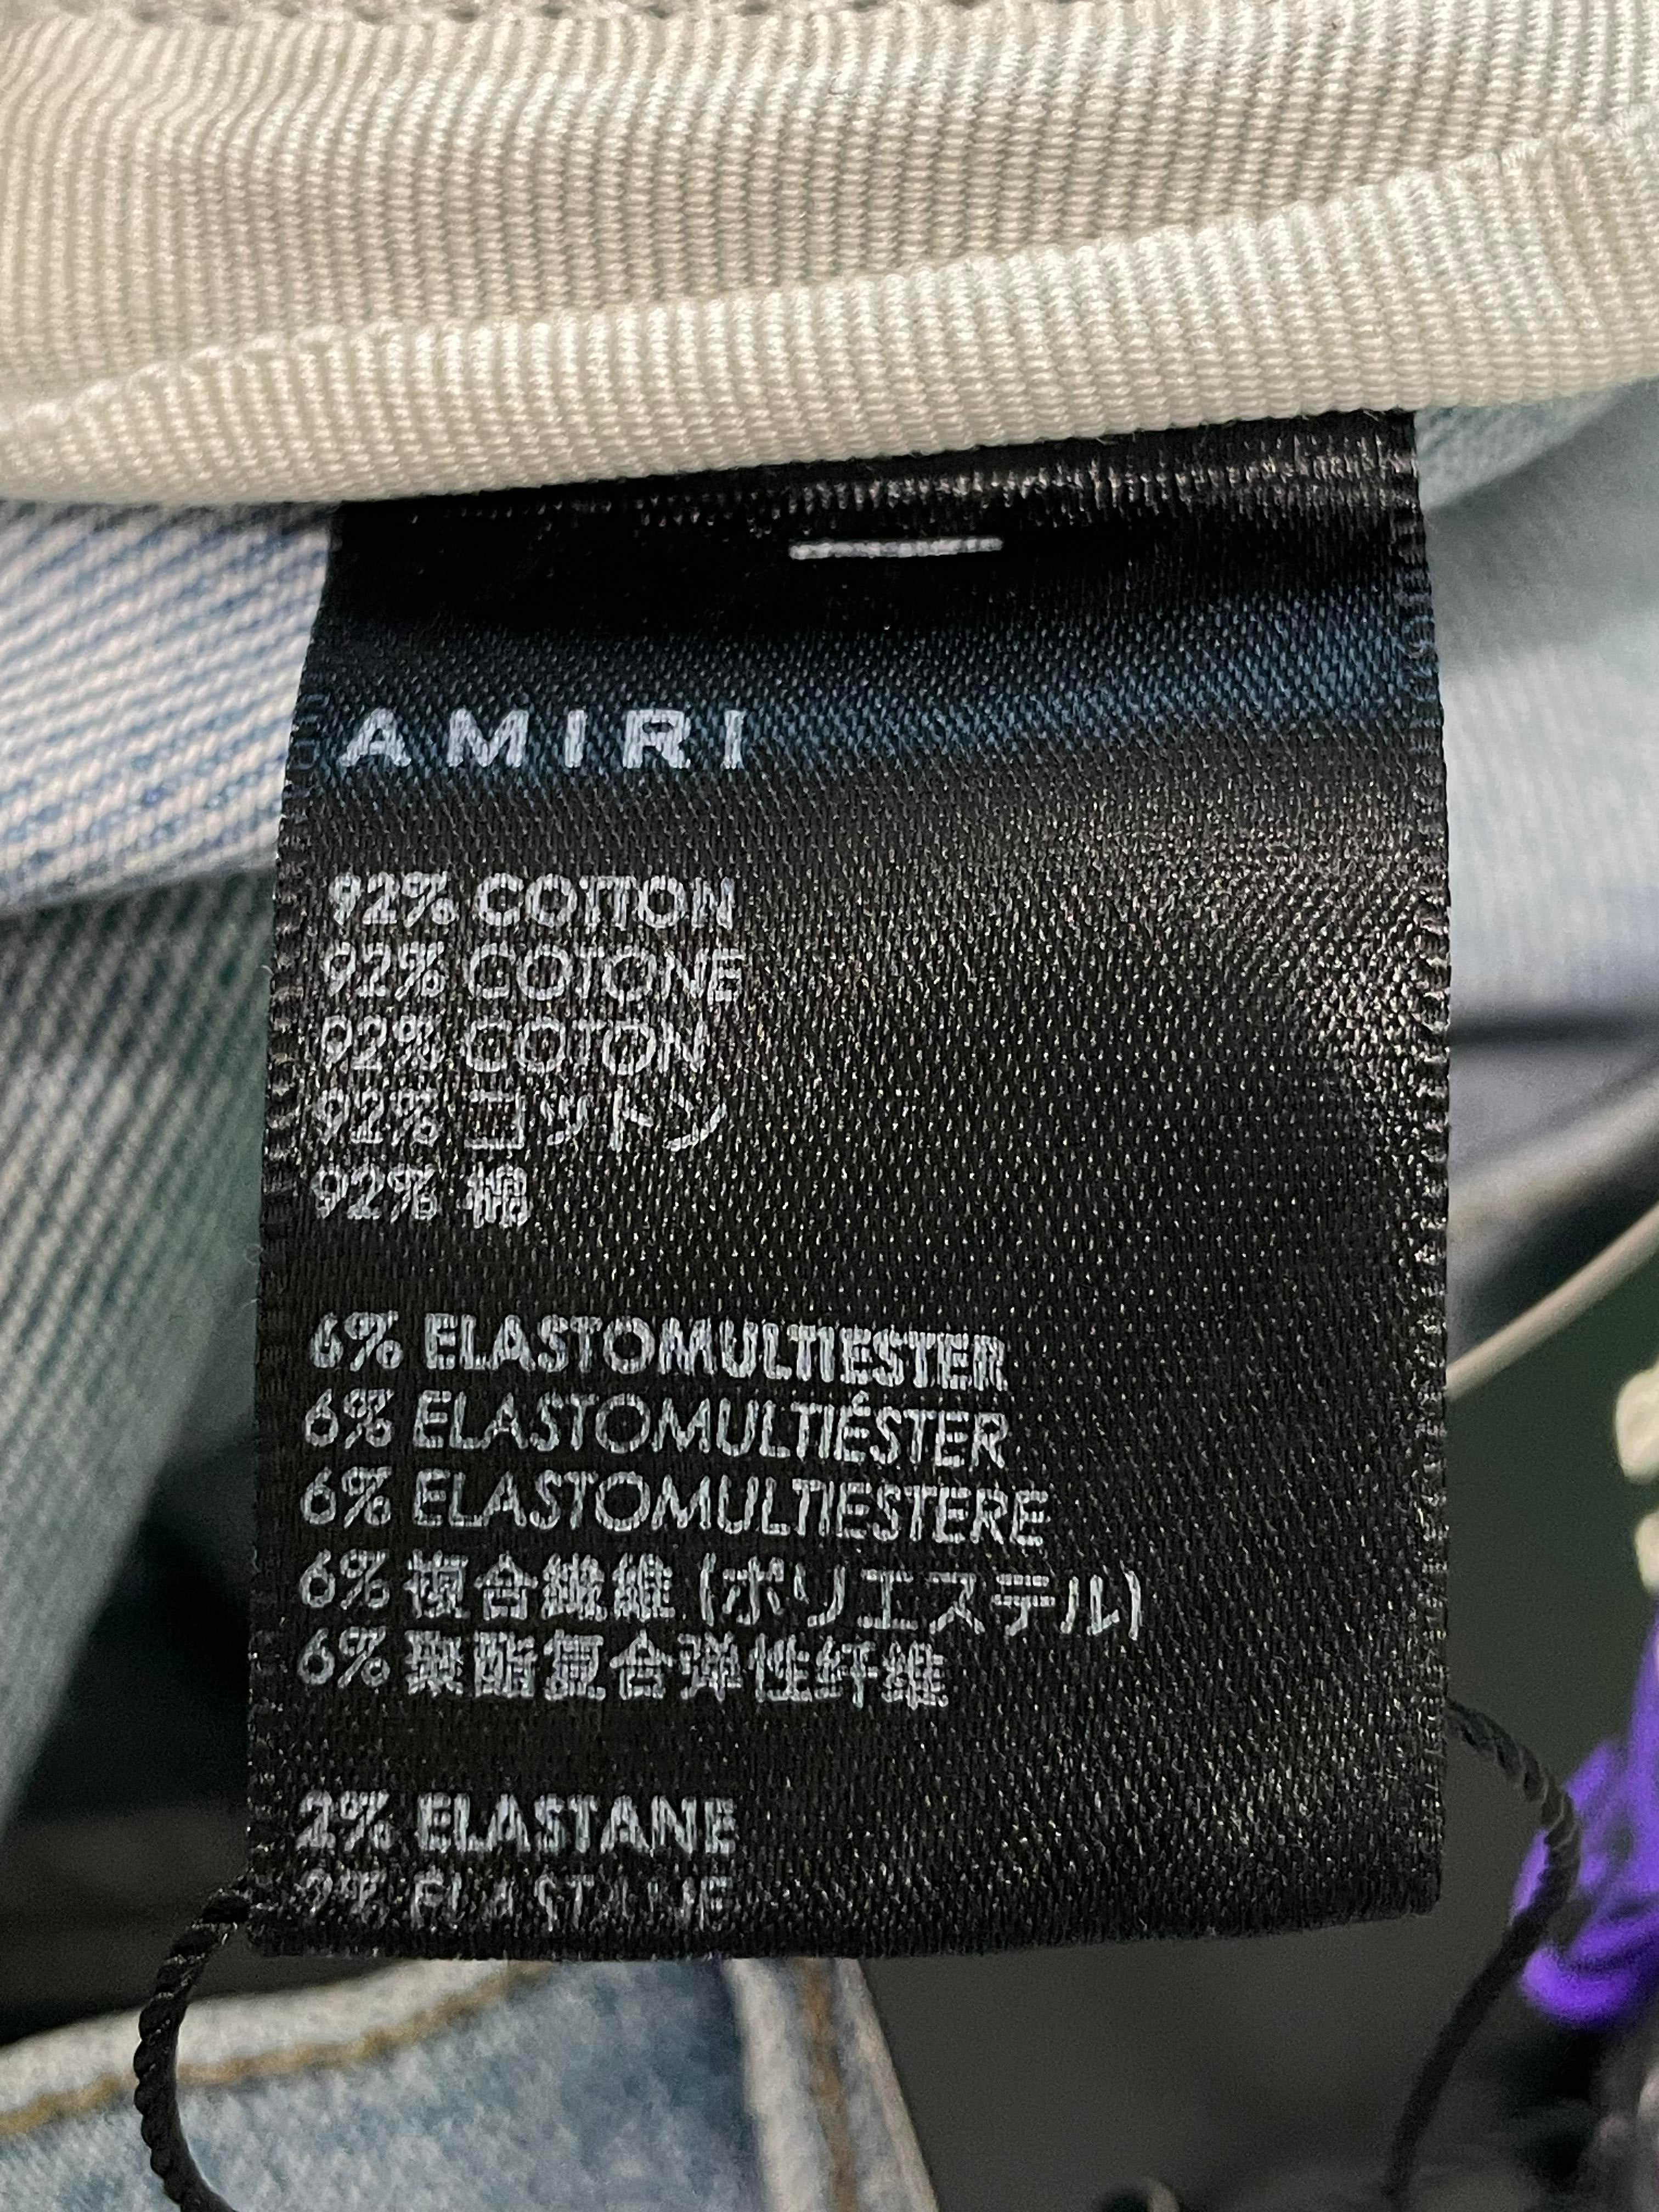 AMIRI
92% COTTON
92% COTONE
92% COTON
92% コットン
92% 棉
6% ELASTOMULTIESTER
6% ELASTOMULTIÉSTER
6% ELASTOMULTIESTERE
6% 複合繊維 (ポリエステル)
6% 聚酯复合弹性纤维
2% ELASTANE
2% ELASTANE